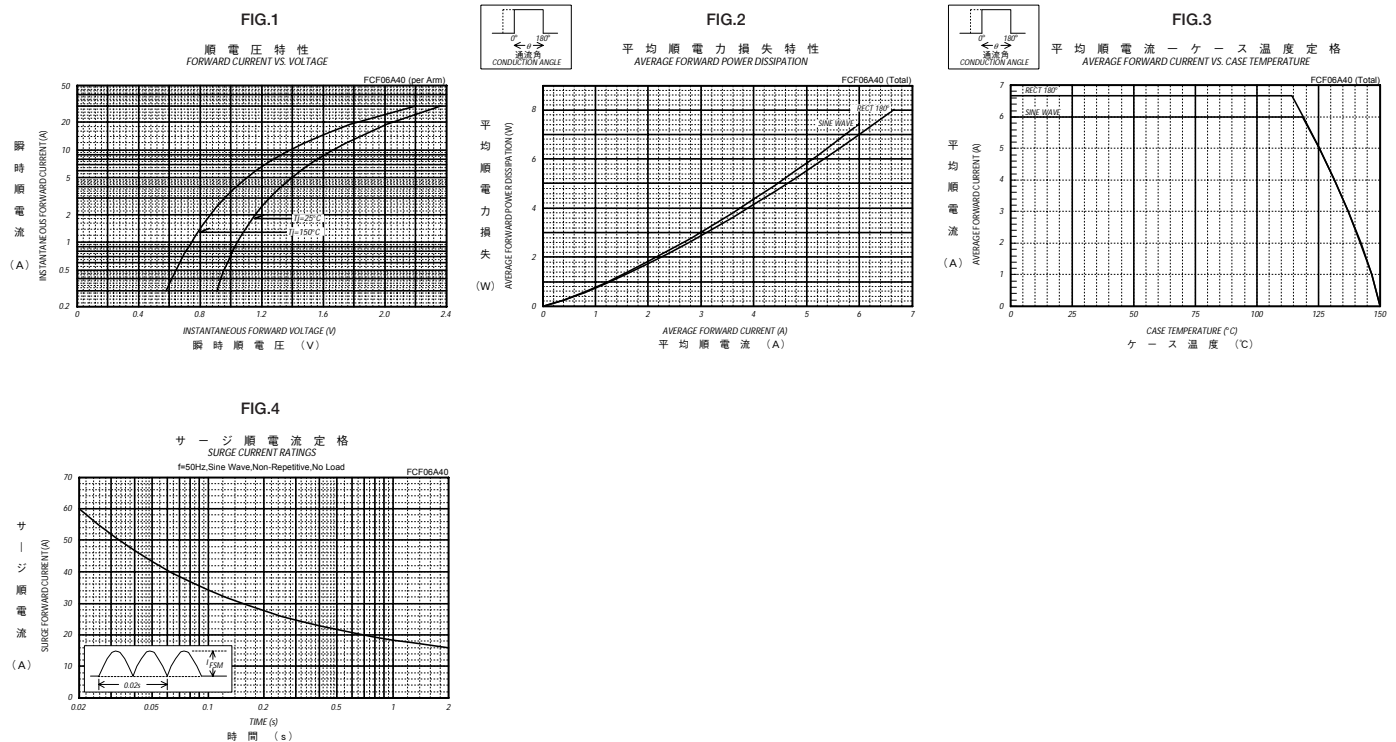 FIG.1
順 電 圧 特 性
FORWARD CURRENT VS. VOLTAGE
FCF06A40 (per Arm)
50
20
10
5
2
1
0.5
0.2
瞬時順電流 (A)
INSTANTANEOUS FORWARD CURRENT (A)
Tj=25°C
Tj=150°C
0 0.4 0.8 1.2 1.6 2.0 2.4
INSTANTANEOUS FORWARD VOLTAGE (V)
瞬 時 順 電 圧 (V)
FIG.2
0° 180°
θ
通流角
CONDUCTION ANGLE
平 均 順 電 力 損 失 特 性
AVERAGE FORWARD POWER DISSIPATION
FCF06A40 (Total)
8
6
4
2
0
平均順電力損失 (W)
AVERAGE FORWARD POWER DISSIPATION (W)
RECT 180°
SINE WAVE
0 1 2 3 4 5 6 7
AVERAGE FORWARD CURRENT (A)
平 均 順 電 流 (A)
FIG.3
0° 180°
θ
通流角
CONDUCTION ANGLE
平 均 順 電 流 ー ケ ー ス 温 度 定 格
AVERAGE FORWARD CURRENT VS. CASE TEMPERATURE
FCF06A40 (Total)
7
6
5
4
3
2
1
0
平均順電流 (A)
AVERAGE FORWARD CURRENT (A)
RECT 180°
SINE WAVE
0 25 50 75 100 125 150
CASE TEMPERATURE (°C)
ケ ー ス 温 度 (℃)
FIG.4
サ ー ジ 順 電 流 定 格
SURGE CURRENT RATINGS
f=50Hz,Sine Wave,Non-Repetitive,No Load
FCF06A40
70
60
50
40
30
20
10
0
サージ順電流 (A)
SURGE FORWARD CURRENT (A)
IFSM
0.02s
0.02 0.05 0.1 0.2 0.5 1 2
TIME (s)
時 間 (s)